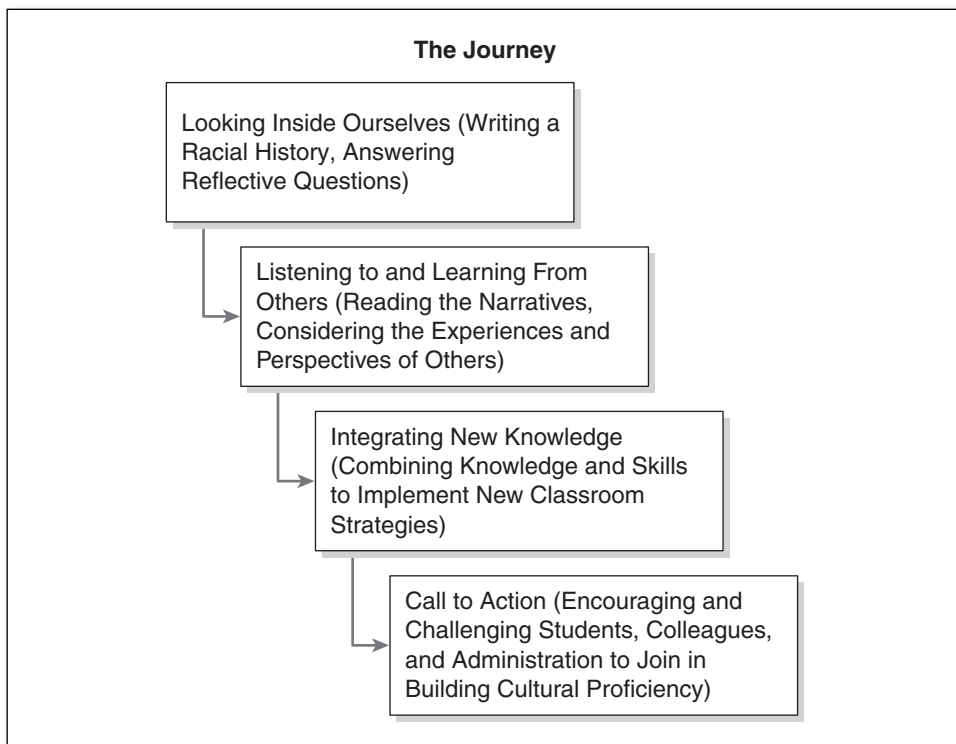 The Journey
Looking Inside Ourselves (Writing a
Racial History, Answering
Reflective Questions)
Listening to and Learning From
Others (Reading the Narratives,
Considering the Experiences and
Perspectives of Others)
Integrating New Knowledge
(Combining Knowledge and Skills
to Implement New Classroom
Strategies)
Call to Action (Encouraging and
Challenging Students, Colleagues,
and Administration to Join in
Building Cultural Proficiency)